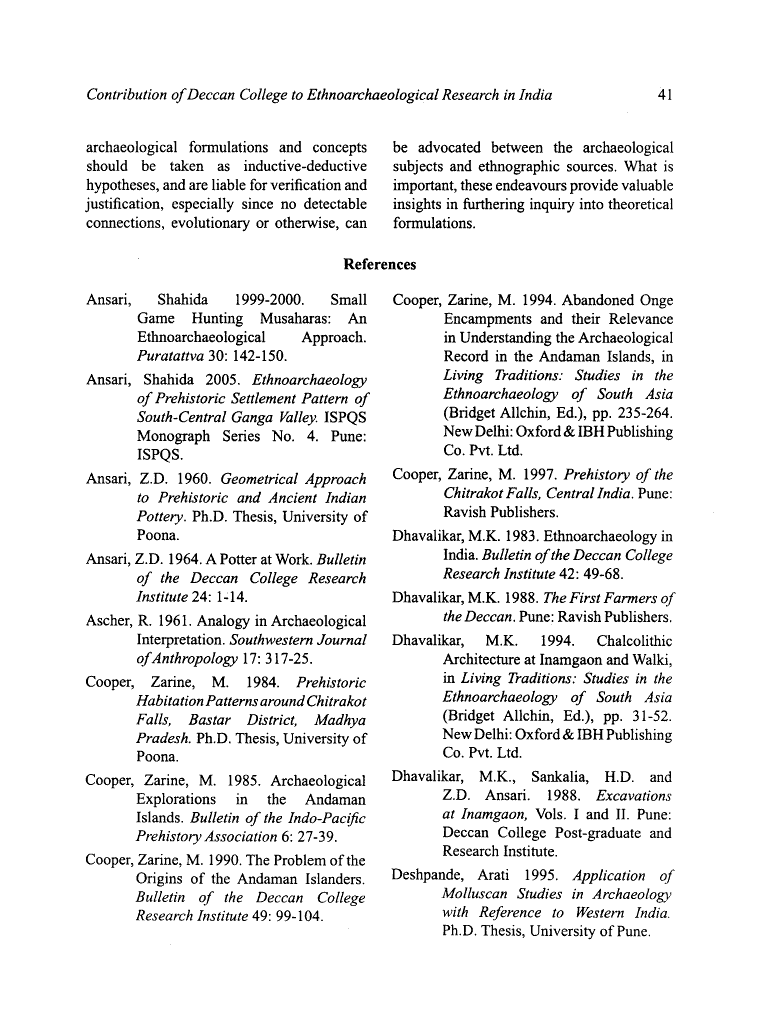 Contribution of Deccan College to Ethnoarchaeological Research in India 41
archaeological formulations and concepts
should be taken as inductive-deductive
hypotheses, and are liable for verification and
justification, especially since no detectable
connections, evolutionary or otherwise, can
be advocated between the archaeological
subjects and ethnographic sources. What is
important, these endeavours provide valuable
insights in furthering inquiry into theoretical
formulations.
References
Ansari, Shahida 1999-2000. Small
Game Hunting Musaharas: An
Ethnoarchaeological Approach.
Puratattva 30: 142-150.
Ansari, Shahida 2005. Ethnoarchaeology
of Prehistoric Settlement Pattern of
South-Central Ganga Valley. ISPQS
Monograph Series No. 4. Pune:
ISPQS.
Ansari, Z.D. 1960. Geometrical Approach
to Prehistoric and Ancient Indian
Pottery. Ph.D. Thesis, University of
Poona.
Ansari, Z.D. 1964. A Potter at Work. Bulletin
of the Deccan College Research
Institute 24: 1-14.
Ascher, R. 1961. Analogy in Archaeological
Interpretation. Southwestern Journal
of Anthropology 17: 317-25.
Cooper, Zarine, M. 1984. Prehistoric
Habitation Patterns around Chitrakot
Falls, Bastar District, Madhya
Pradesh. Ph.D. Thesis, University of
Poona.
Cooper, Zarine, M. 1985. Archaeological
Explorations in the Andaman
Islands. Bulletin of the Indo-Pacific
Prehistory Association 6: 27-39.
Cooper, Zarine, M. 1990. The Problem of the
Origins of the Andaman Islanders.
Bulletin of the Deccan College
Research Institute 49: 99-104.
Cooper, Zarine, M. 1994. Abandoned Onge
Encampments and their Relevance
in Understanding the Archaeological
Record in the Andaman Islands, in
Living Traditions: Studies in the
Ethnoarchaeology of South Asia
(Bridget Allchin, Ed.), pp. 235-264.
New Delhi: Oxford & IBH Publishing
Co. Pvt. Ltd.
Cooper, Zarine, M. 1997. Prehistory of the
Chitrakot Falls, Central India. Pune:
Ravish Publishers.
Dhavalikar, M.K. 1983. Ethnoarchaeology in
India. Bulletin of the Deccan College
Research Institute 42: 49-68.
Dhavalikar, M.K. 1988. The First Farmers of
the Deccan. Pune: Ravish Publishers.
Dhavalikar, M.K. 1994. Chalcolithic
Architecture at Inamgaon and Walki,
in Living Traditions: Studies in the
Ethnoarchaeology of South Asia
(Bridget Allchin, Ed.), pp. 31-52.
New Delhi: Oxford & IBH Publishing
Co. Pvt. Ltd.
Dhavalikar, M.K., Sankalia, H.D. and
Z.D. Ansari. 1988. Excavations
at Inamgaon, Vols. I and II. Pune:
Deccan College Post-graduate and
Research Institute.
Deshpande, Arati 1995. Application of
Molluscan Studies in Archaeology
with Reference to Western India.
Ph.D. Thesis, University of Pune.